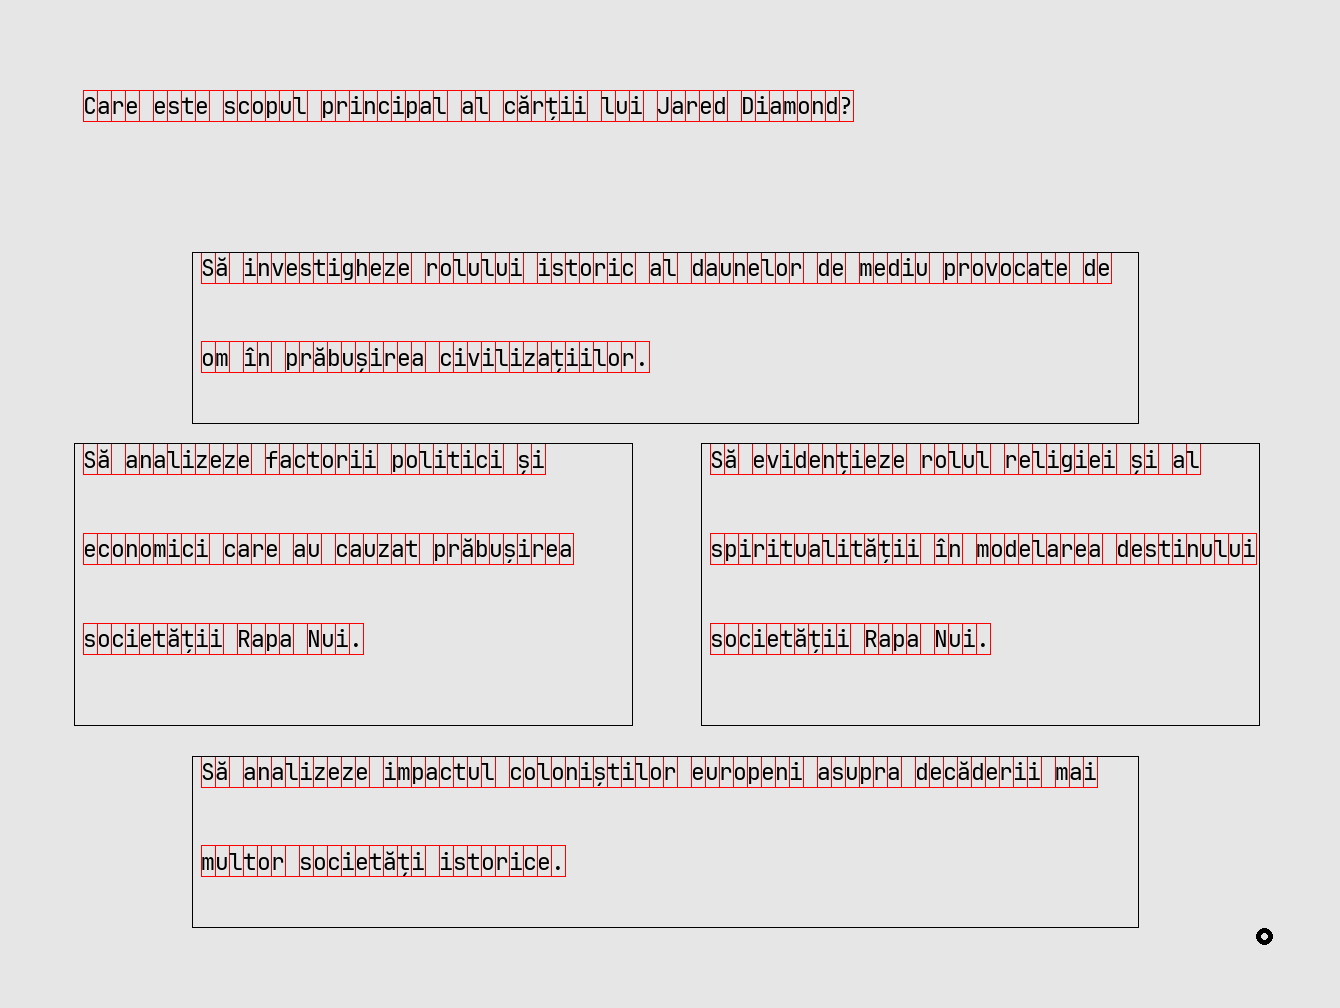 Care este scopul principal al cărții lui Jared Diamond?
Să investigheze rolului istoric al daunelor de mediu provocate de
om în prăbușirea civilizațiilor.
Să analizeze factorii politici și
economici care au cauzat prăbușirea
societății Rapa Nui.
Să evidențieze rolul religiei și al
spiritualității în modelarea destinului
societății Rapa Nui.
Să analizeze impactul coloniștilor europeni asupra decăderii mai
multor societăți istorice.